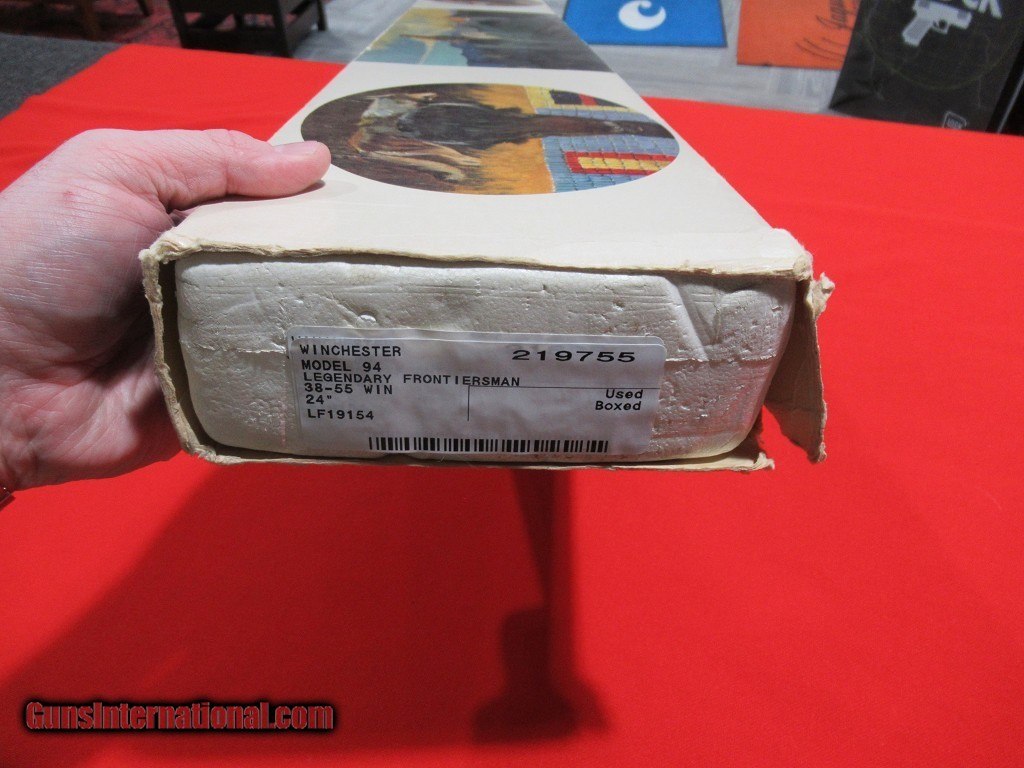 WINCHESTER 219755
MODEL 94
LEGENDARY FRONTIERSMAN
38-55 WIN Used
24" Boxed
LF19154
GunsInternational.com